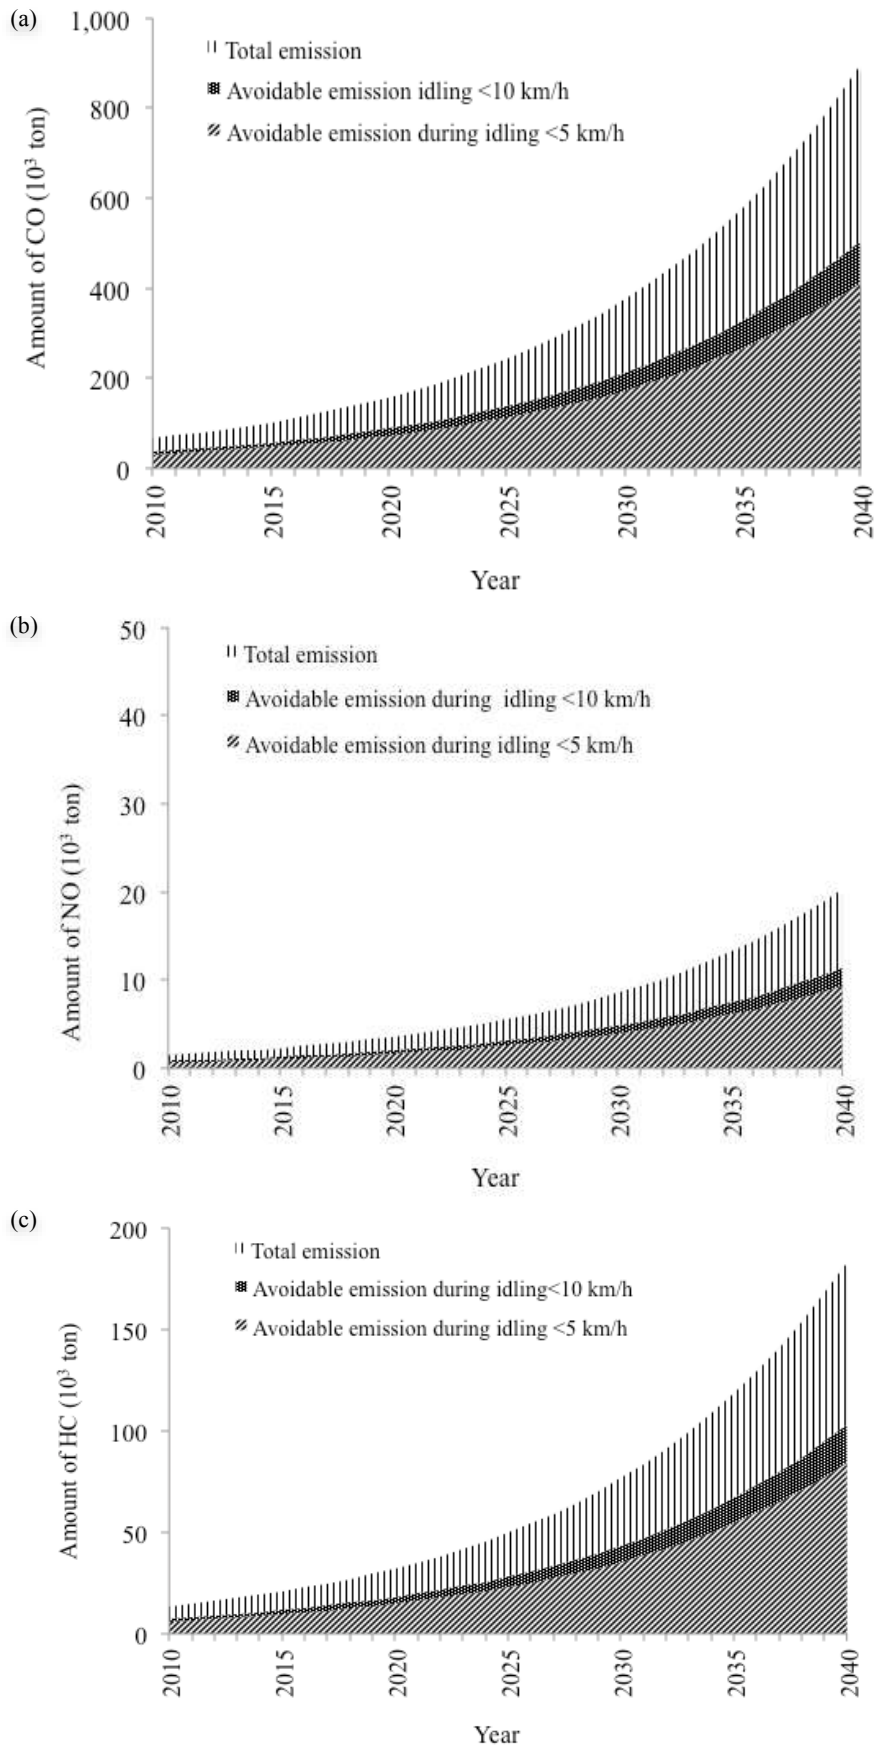 (a)
1,000
800
600
400
200
0
Amount of CO (10³ ton)
Total emission
Avoidable emission idling <10 km/h
Avoidable emission during idling <5 km/h
2010 2015 2020 2025 2030 2035 2040
Year
(b)
50
40
30
20
10
0
Amount of NO (10³ ton)
Total emission
Avoidable emission during idling <10 km/h
Avoidable emission during idling <5 km/h
2010 2015 2020 2025 2030 2035 2040
Year
(c)
200
150
100
50
0
Amount of HC (10³ ton)
Total emission
Avoidable emission during idling<10 km/h
Avoidable emission during idling <5 km/h
2010 2015 2020 2025 2030 2035 2040
Year